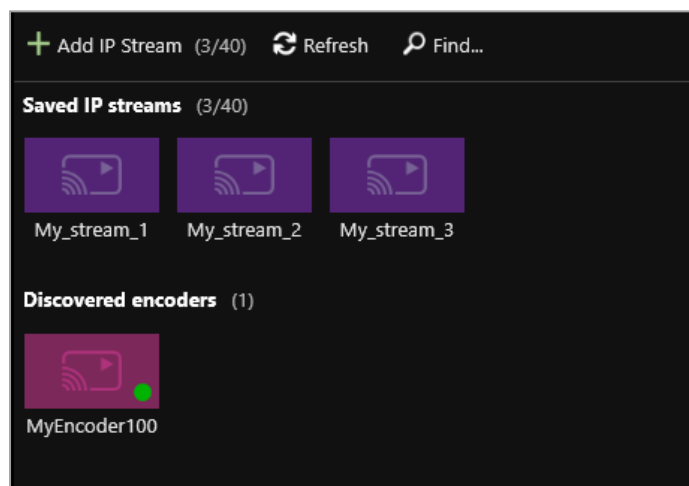 Add IP Stream (3/40) Refresh Find...
Saved IP streams (3/40)
My_stream_1 My_stream_2 My_stream_3
Discovered encoders (1)
MyEncoder100